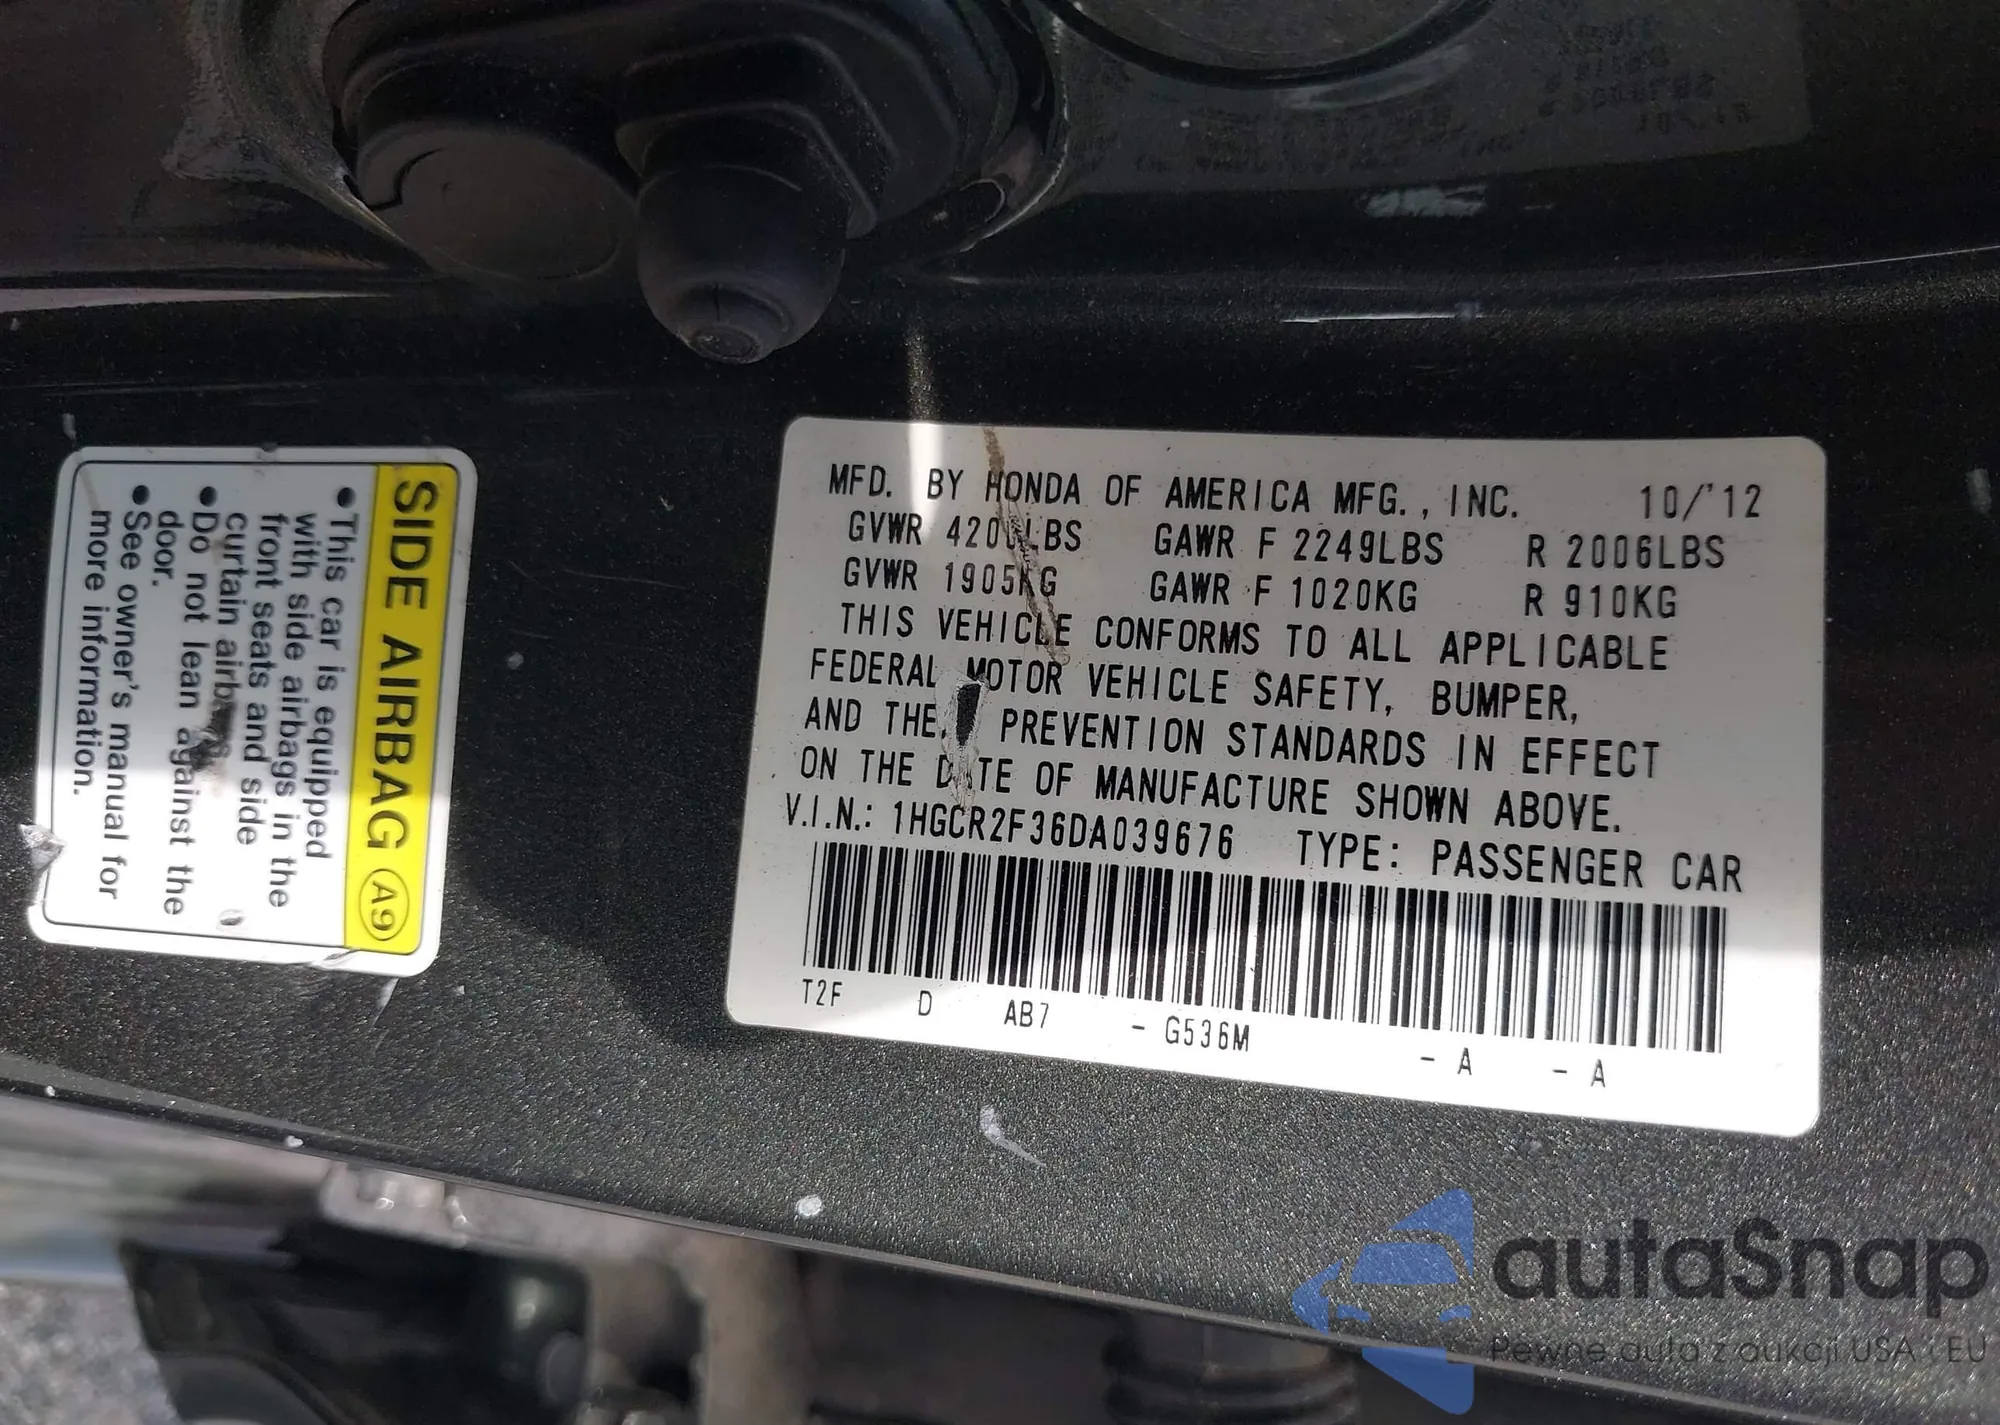 SIDE AIRBAG A9
●This car is equipped
with side airbags in the
front seats and side
curtain airbags.
●Do not lean against the
door.
●See owner's manual for
more information.
MFD. BY HONDA OF AMERICA MFG., INC. 10/'12
GVWR 4200LBS GAWR F 2249LBS R 2006LBS
GVWR 1905KG GAWR F 1020KG R 910KG
THIS VEHICLE CONFORMS TO ALL APPLICABLE
FEDERAL MOTOR VEHICLE SAFETY, BUMPER,
AND THE PREVENTION STANDARDS IN EFFECT
ON THE DATE OF MANUFACTURE SHOWN ABOVE.
V.I.N.: 1HGCR2F36DA039676 TYPE: PASSENGER CAR
T2F D AB7 - G536M - A - A
autaSnap
Pewne auta z aukcji USA i EU